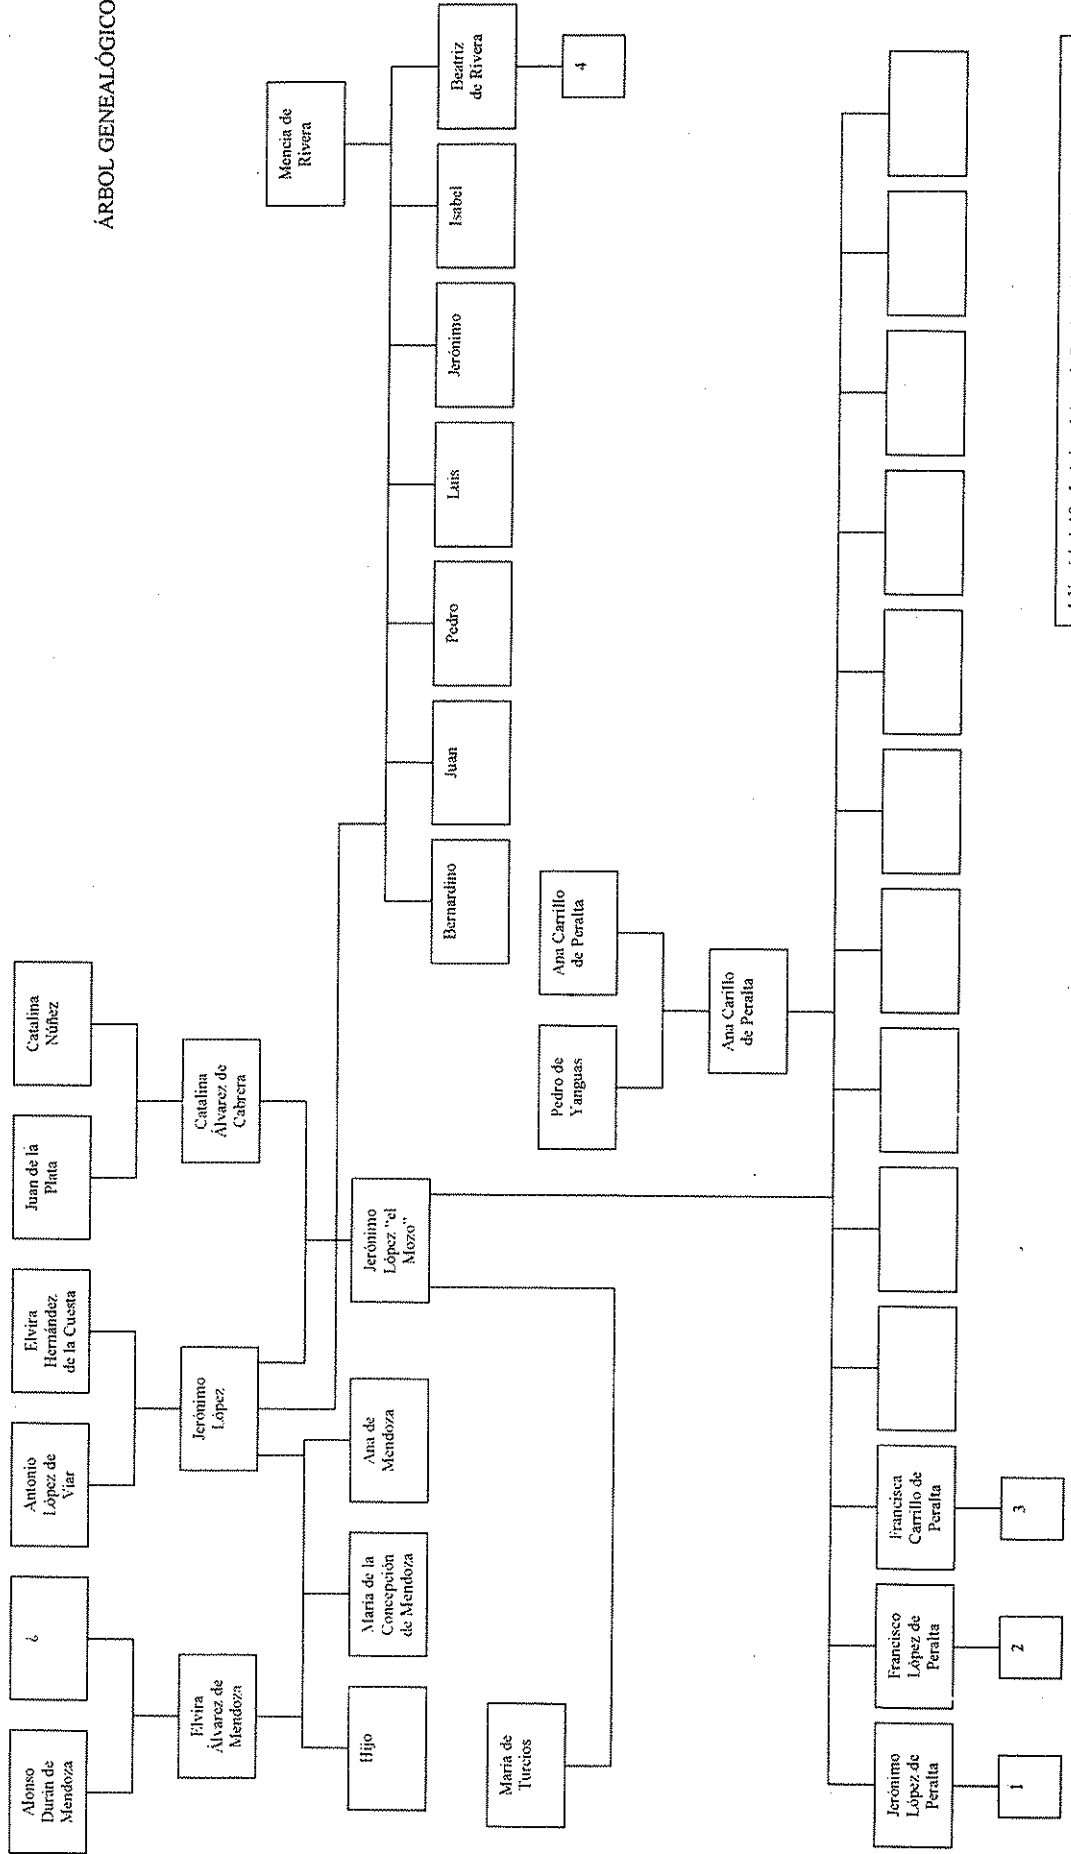 ÁRBOL GENEALÓGICO
Alonso
Durán de
Mendoza
¿
Antonio
López de
Víar
Elvira
Hernández
de la Cuesta
Juan de la
Plata
Catalina
Núñez
Elvira
Álvarez de
Mendoza
Jerónimo
López
Catalina
Álvarez de
Cabrera
Mencia de
Rivera
Hijo
María de la
Concepción
de Mendoza
Ana de
Mendoza
Jerónimo
López "el
Mozo"
Bernardino
Juan
Pedro
Luis
Jerónimo
Isabel
Beatriz
de Rivera
4
María de
Turcios
Pedro de
Yanguas
Ana Carrillo
de Peralta
Ana Carillo
de Peralta
Jerónimo
López de
Peralta
Francisco
López de
Peralta
Francisca
Carrillo de
Peralta
1
2
3